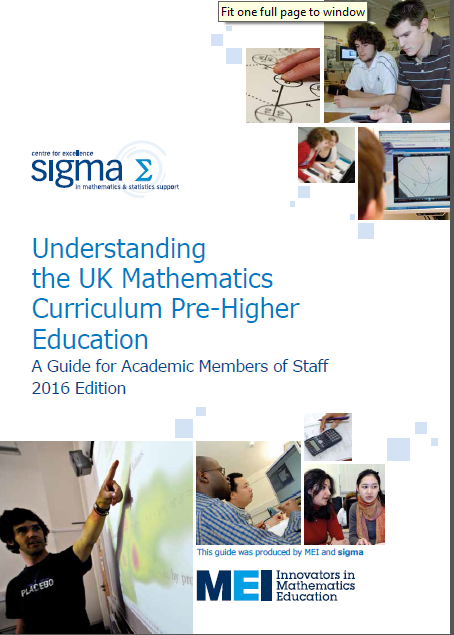 Fit one full page to window
centre for excellence
sigma Σ
in mathematics & statistics support
Understanding
the UK Mathematics
Curriculum Pre-Higher
Education
A Guide for Academic Members of Staff
2016 Edition
PLACEBO
This guide was produced by MEI and sigma
MEI
Innovators in
Mathematics
Education